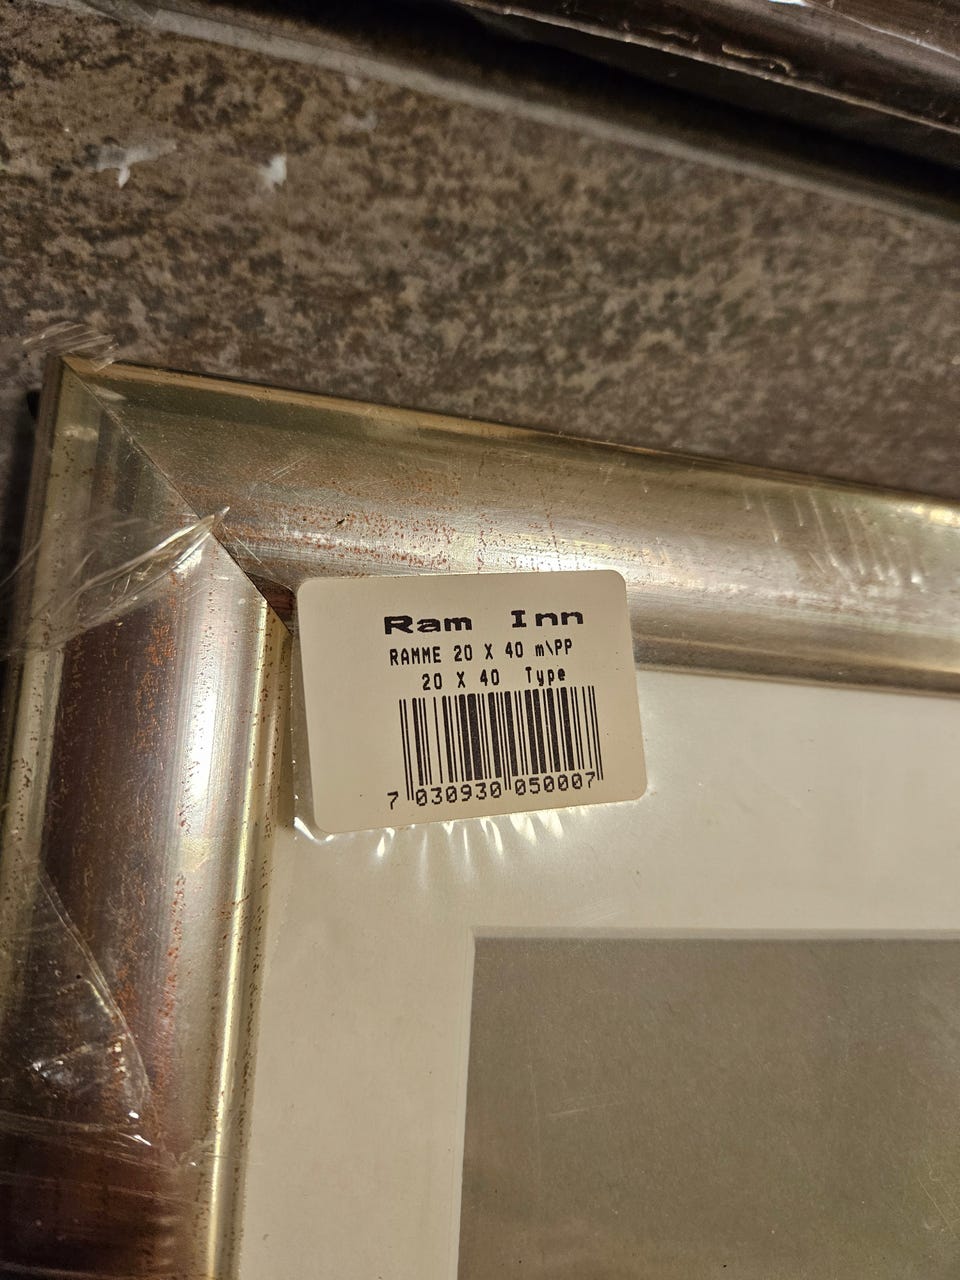 Ram Inn
RAMME 20 X 40 m\PP
20 X 40 Type
7 030930 050007